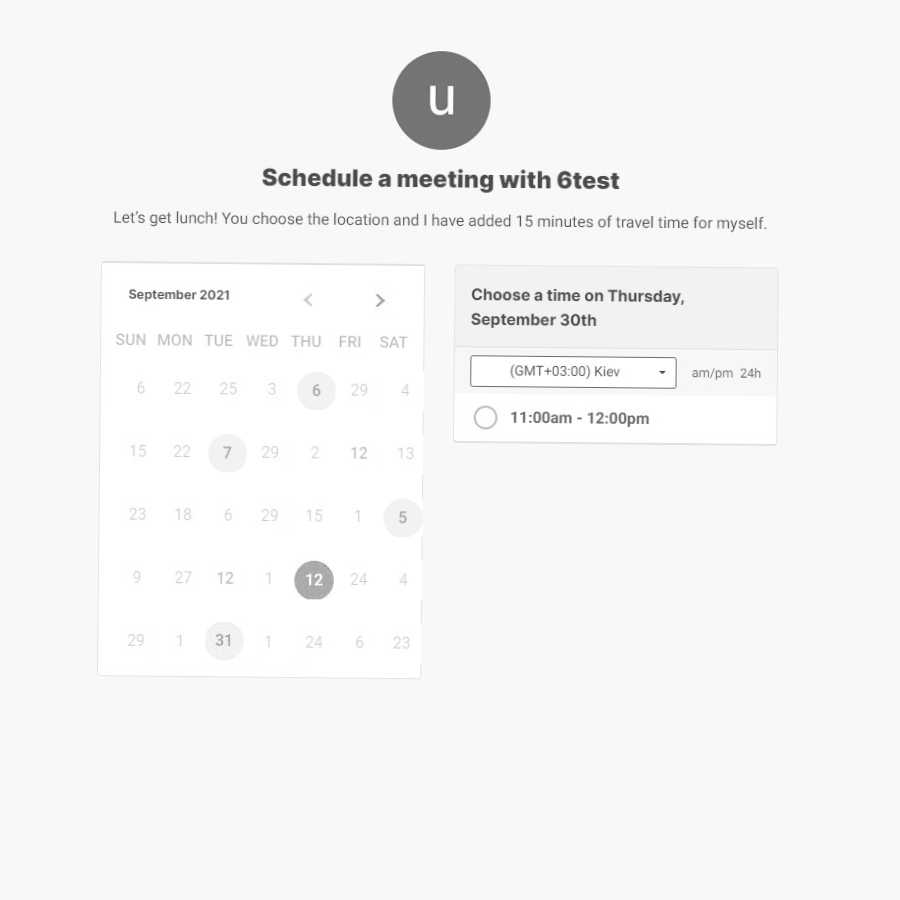 u
Schedule a meeting with 6test
Let's get lunch! You choose the location and I have added 15 minutes of travel time for myself.
September 2021
SUN MON TUE WED THU FRI SAT
6 22 25 3 6 29 4
15 22 7 29 2 12 13
23 18 6 29 15 1 5
9 27 12 1 12 24 4
29 1 31 1 24 6 23
Choose a time on Thursday,
September 30th
(GMT+03:00) Kiev am/pm 24h
11:00am - 12:00pm